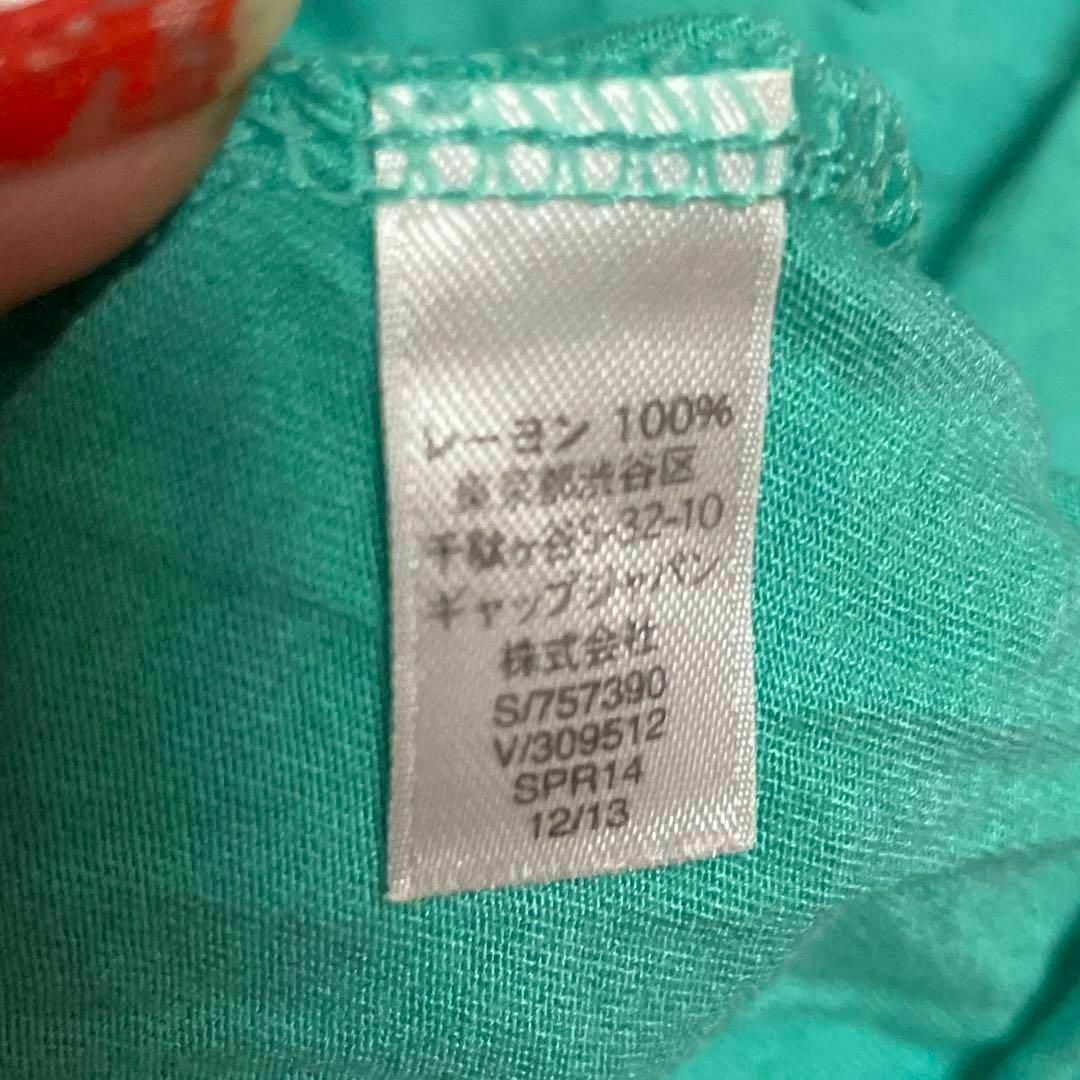 レーヨン 100%
東京都渋谷区
千駄ヶ谷5-32-10
ギャップジャパン
株式会社
S/757390
V/309512
SPR14
12/13